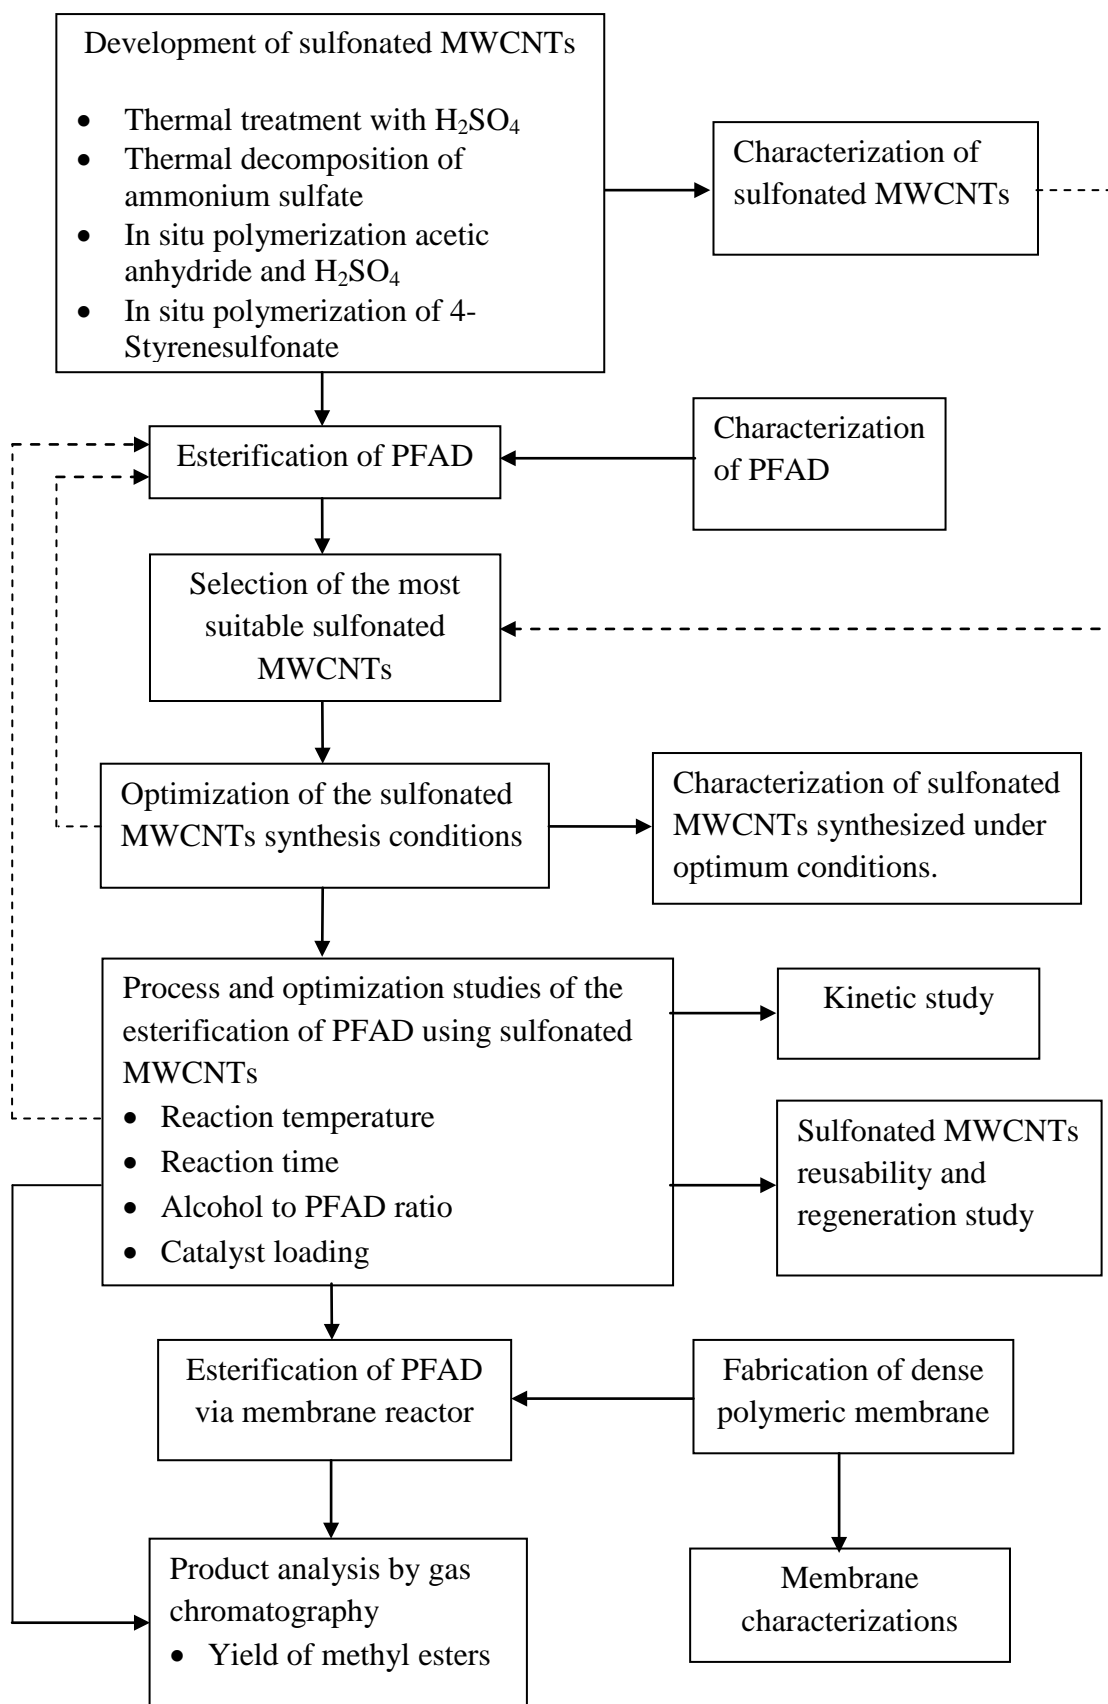 Development of sulfonated MWCNTs
• Thermal treatment with H₂SO₄
• Thermal decomposition of
ammonium sulfate
• In situ polymerization acetic
anhydride and H₂SO₄
• In situ polymerization of 4-
Styrenesulfonate
Characterization of
sulfonated MWCNTs
Esterification of PFAD
Characterization
of PFAD
Selection of the most
suitable sulfonated
MWCNTs
Optimization of the sulfonated
MWCNTs synthesis conditions
Characterization of sulfonated
MWCNTs synthesized under
optimum conditions.
Process and optimization studies of the
esterification of PFAD using sulfonated
MWCNTs
• Reaction temperature
• Reaction time
• Alcohol to PFAD ratio
• Catalyst loading
Kinetic study
Sulfonated MWCNTs
reusability and
regeneration study
Esterification of PFAD
via membrane reactor
Fabrication of dense
polymeric membrane
Product analysis by gas
chromatography
• Yield of methyl esters
Membrane
characterizations